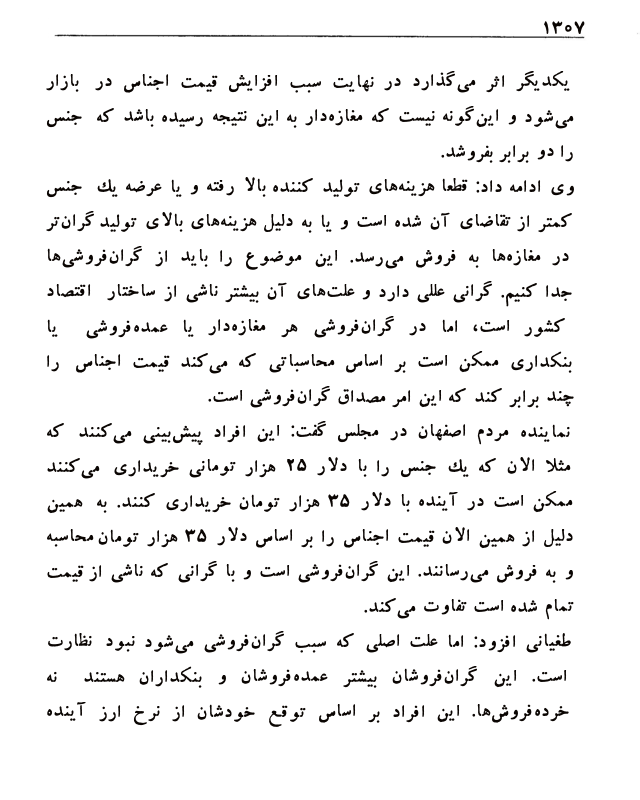 ۱۳۰۷
یکدیگر اثر می‌گذارد در نهایت سبب افزایش قیمت اجناس در بازار
می‌شود و این‌گونه نیست که مغازه‌دار به این نتیجه رسیده باشد که جنس
را دو برابر بفروشد.
وی ادامه داد: قطعا هزینه‌های تولید کننده بالا رفته و یا عرضه یك جنس
کمتر از تقاضای آن شده است و یا به دلیل هزینه‌های بالای تولید گران‌تر
در مغازه‌ها به فروش می‌رسد. این موضوع را باید از گران‌فروشی‌ها
جدا کنیم. گرانی عللی دارد و علت‌های آن بیشتر ناشی از ساختار اقتصاد
کشور است، اما در گران‌فروشی هر مغازه‌دار یا عمده‌فروشی یا
بنکداری ممکن است بر اساس محاسباتی که می‌کند قیمت اجناس را
چند برابر کند که این امر مصداق گران‌فروشی است.
نماینده مردم اصفهان در مجلس گفت: این افراد پیش‌بینی می‌کنند که
مثلا الان که یك جنس را با دلار ۲۵ هزار تومانی خریداری می‌کنند
ممکن است در آینده با دلار ۳۵ هزار تومان خریداری کنند. به همین
دلیل از همین الان قیمت اجناس را بر اساس دلار ۳۵ هزار تومان محاسبه
و به فروش می‌رسانند. این گران‌فروشی است و با گرانی که ناشی از قیمت
تمام شده است تفاوت می‌کند.
طغیانی افزود: اما علت اصلی که سبب گران‌فروشی می‌شود نبود نظارت
است. این گران‌فروشان بیشتر عمده‌فروشان و بنکداران هستند نه
خرده‌فروش‌ها. این افراد بر اساس توقع خودشان از نرخ ارز آینده